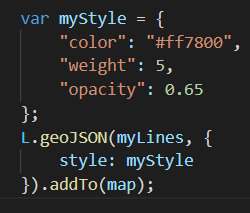 var myStyle = {
    "color": "#ff7800",
    "weight": 5,
    "opacity": 0.65
};
L.geoJSON(myLines, {
    style: myStyle
}).addTo(map);